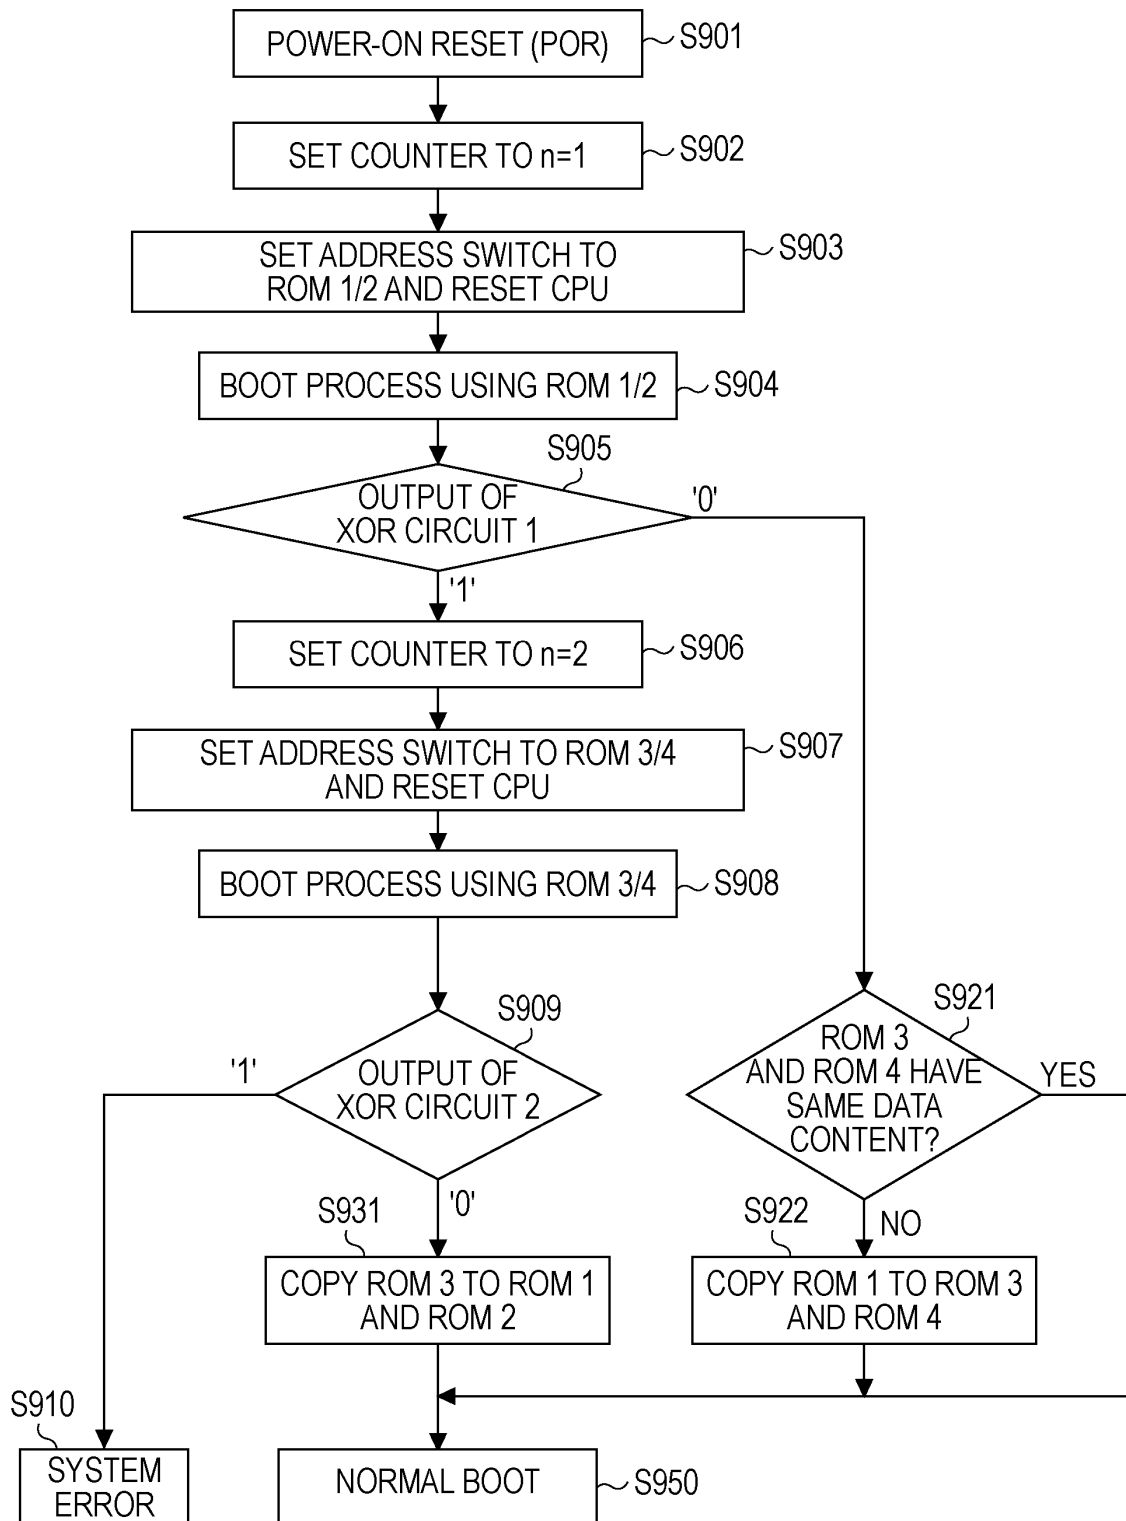 POWER-ON RESET (POR)
S901
SET COUNTER TO n=1
S902
SET ADDRESS SWITCH TO
ROM 1/2 AND RESET CPU
S903
BOOT PROCESS USING ROM 1/2
S904
S905
OUTPUT OF
XOR CIRCUIT 1
'0'
'1'
SET COUNTER TO n=2
S906
SET ADDRESS SWITCH TO ROM 3/4
AND RESET CPU
S907
BOOT PROCESS USING ROM 3/4
S908
S909
OUTPUT OF
XOR CIRCUIT 2
'1'
'0'
S921
ROM 3
AND ROM 4 HAVE
SAME DATA
CONTENT?
YES
NO
S931
COPY ROM 3 TO ROM 1
AND ROM 2
S922
COPY ROM 1 TO ROM 3
AND ROM 4
S910
SYSTEM
ERROR
NORMAL BOOT
S950